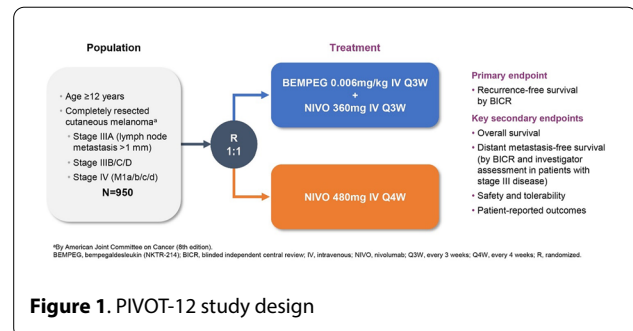 Population
Treatment
• Age ≥12 years
• Completely resected
cutaneous melanomaᵃ
• Stage IIIA (lymph node
metastasis >1 mm)
• Stage IIIB/C/D
• Stage IV (M1a/b/c/d)
N=950
R
1:1
BEMPEG 0.006mg/kg IV Q3W
+
NIVO 360mg IV Q3W
NIVO 480mg IV Q4W
Primary endpoint
• Recurrence-free survival
by BICR
Key secondary endpoints
• Overall survival
• Distant metastasis-free survival
(by BICR and investigator
assessment in patients with
stage III disease)
• Safety and tolerability
• Patient-reported outcomes
ᵃBy American Joint Committee on Cancer (8th edition).
BEMPEG, bempegaldesleukin (NKTR-214); BICR, blinded independent central review; IV, intravenous; NIVO, nivolumab; Q3W, every 3 weeks; Q4W, every 4 weeks; R, randomized.
Figure 1. PIVOT-12 study design